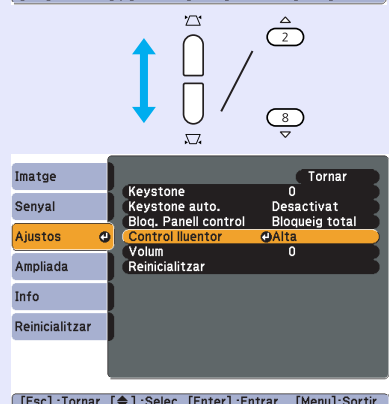 2
8
Imatge
Senyal
Ajustos
Ampliada
Info
Reinicialitzar
Tornar
Keystone 0
Keystone auto. Desactivat
Bloq. Panell control Bloqueig total
Control lluentor Alta
Volum 0
Reinicialitzar
[Esc]:Tornar [ ]:Selec. [Enter]:Entrar [Menu]:Sortir